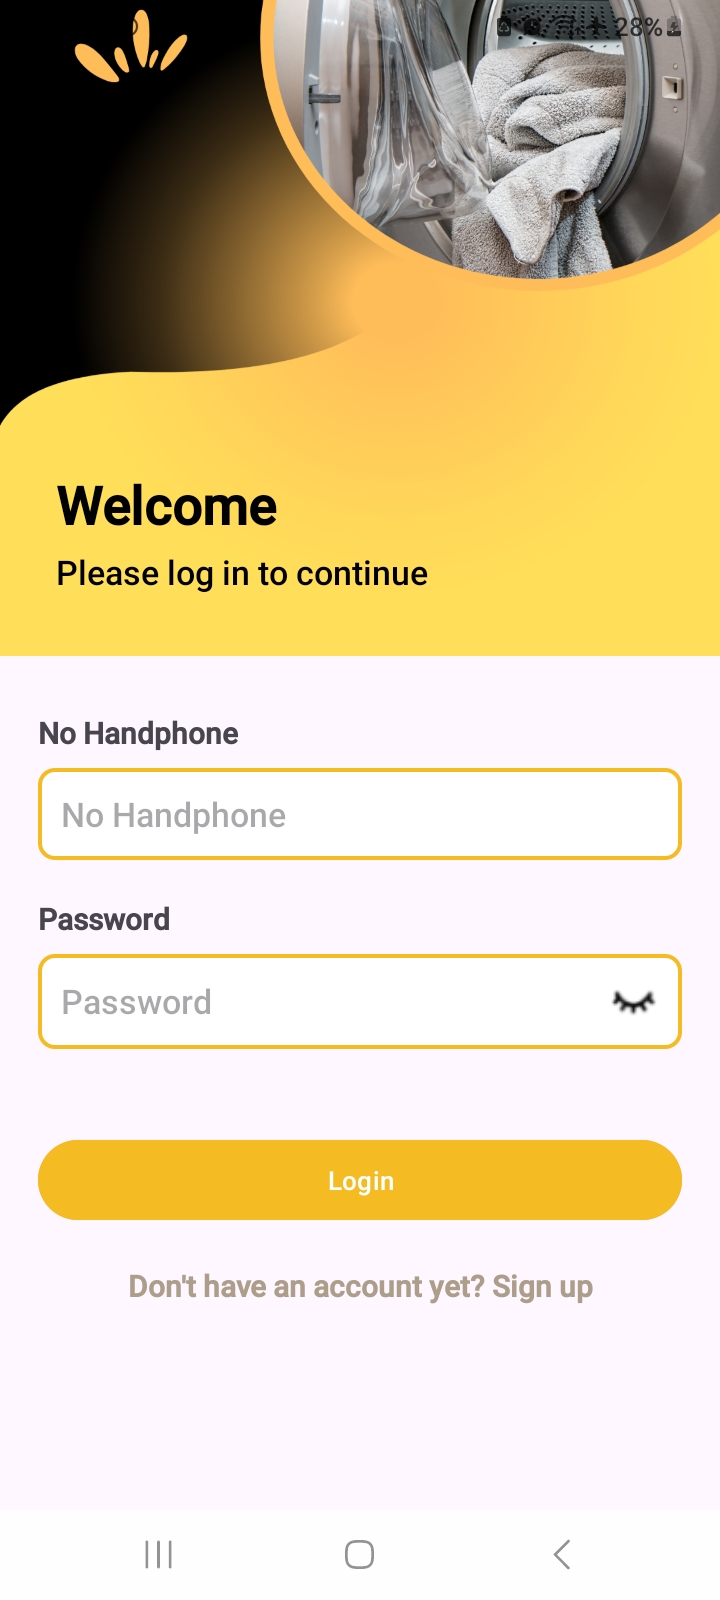 28%
Welcome
Please log in to continue
No Handphone
No Handphone
Password
Password
Login
Don't have an account yet? Sign up